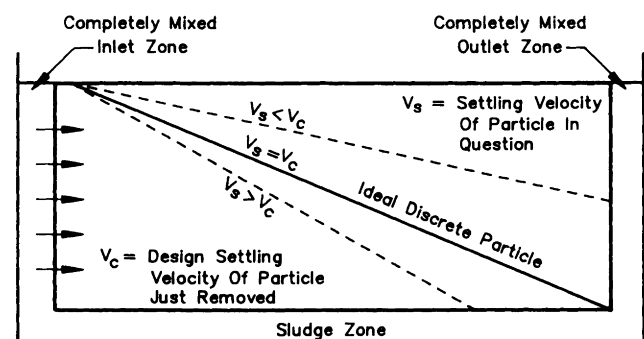 Completely Mixed
Inlet Zone
Completely Mixed
Outlet Zone
Vs < Vc
Vs = Settling Velocity
Of Particle In
Question
Vs = Vc
Vs > Vc
Ideal Discrete Particle
Vc = Design Settling
Velocity Of Particle
Just Removed
Sludge Zone